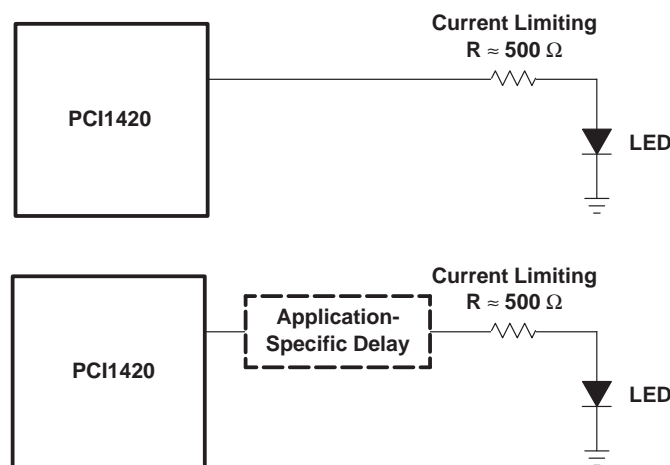 Current Limiting
R ≈ 500 Ω
PCI1420
LED
Current Limiting
R ≈ 500 Ω
Application-
Specific Delay
PCI1420
LED